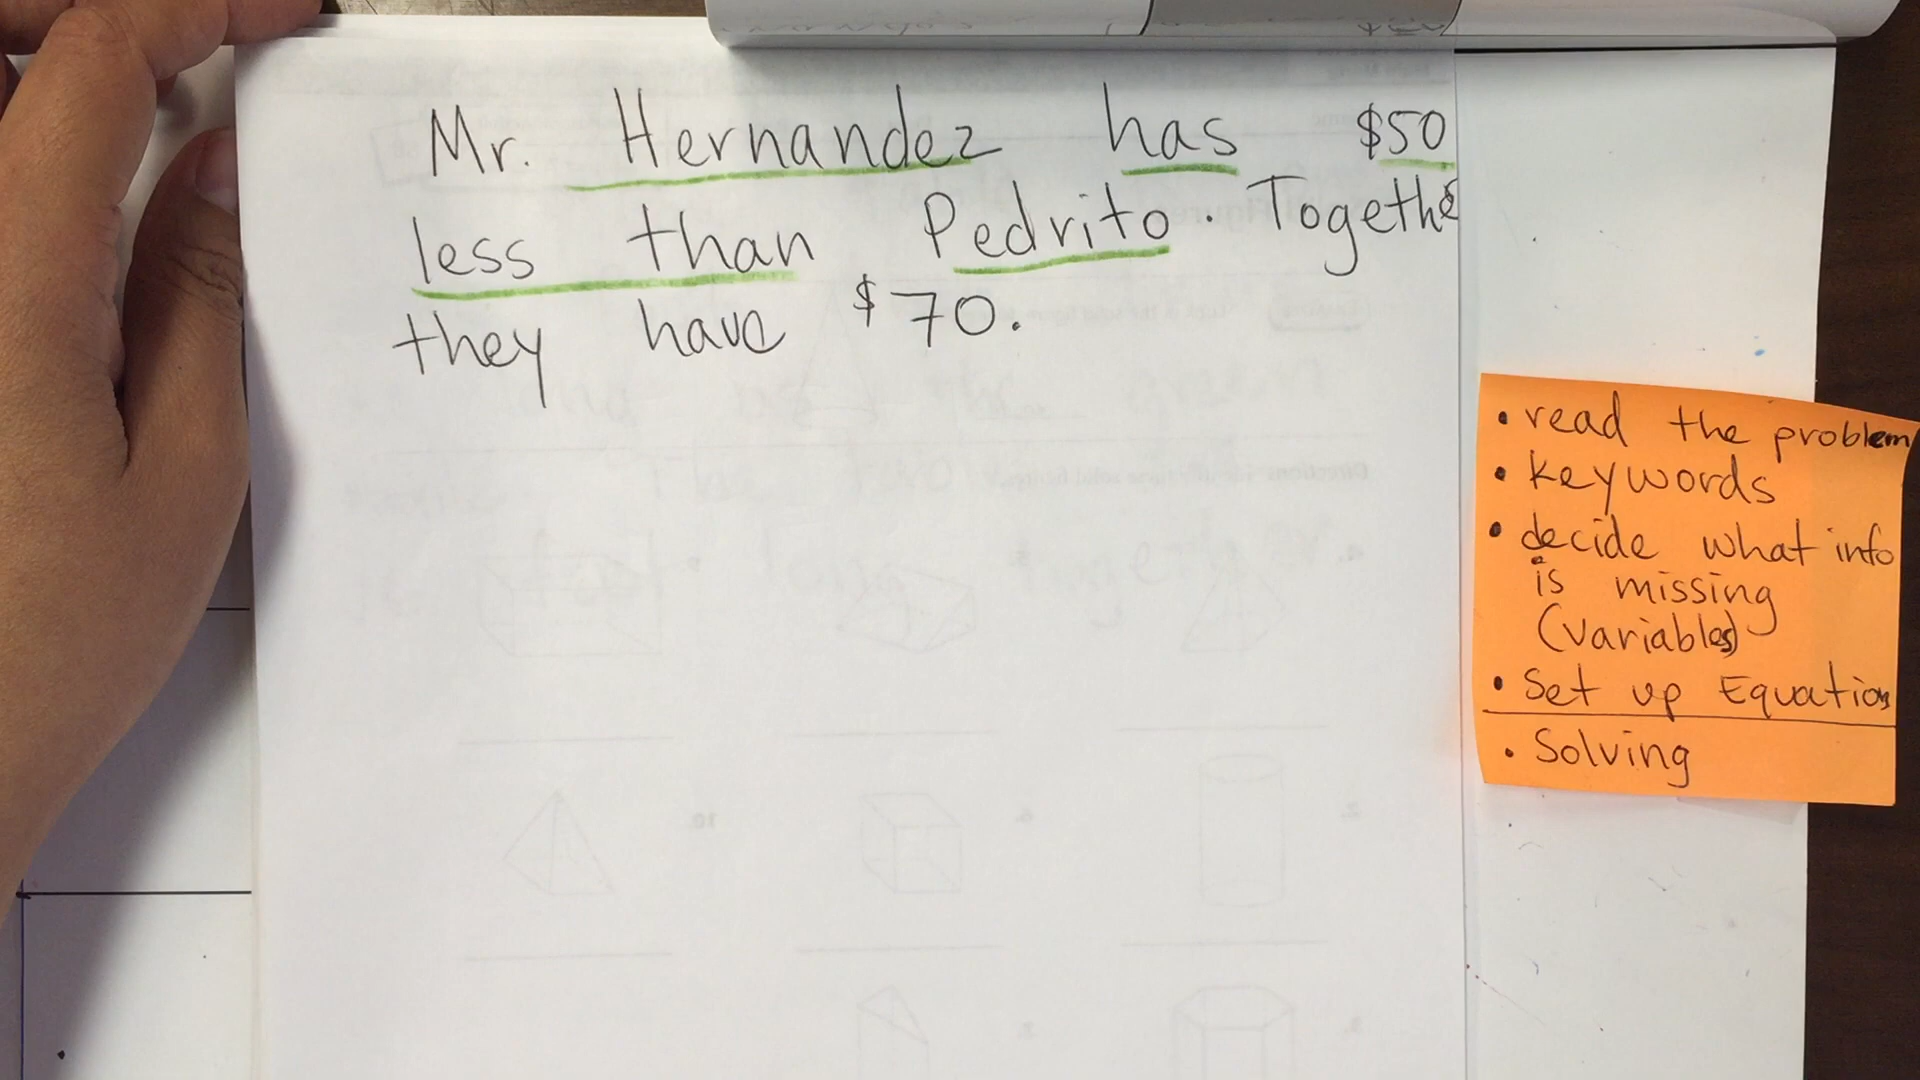 Mr. Hernandez has $50
less than Pedrito. Togethe
they have $70.
• read the problem
• keywords
• decide what info
is missing
(variables)
• Set up Equation
• Solving